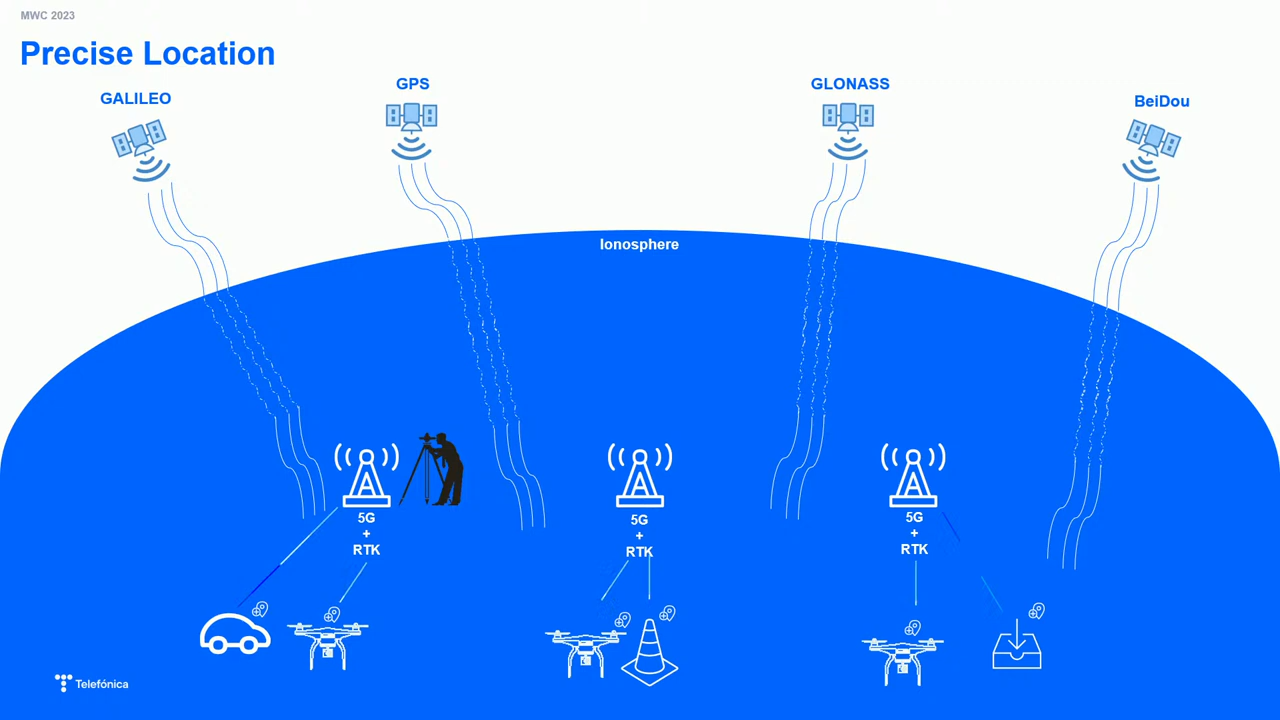 MWC 2023
Precise Location
GALILEO
GPS
GLONASS
BeiDou
Ionosphere
5G
+
RTK
5G
+
RTK
5G
+
RTK
Telefónica